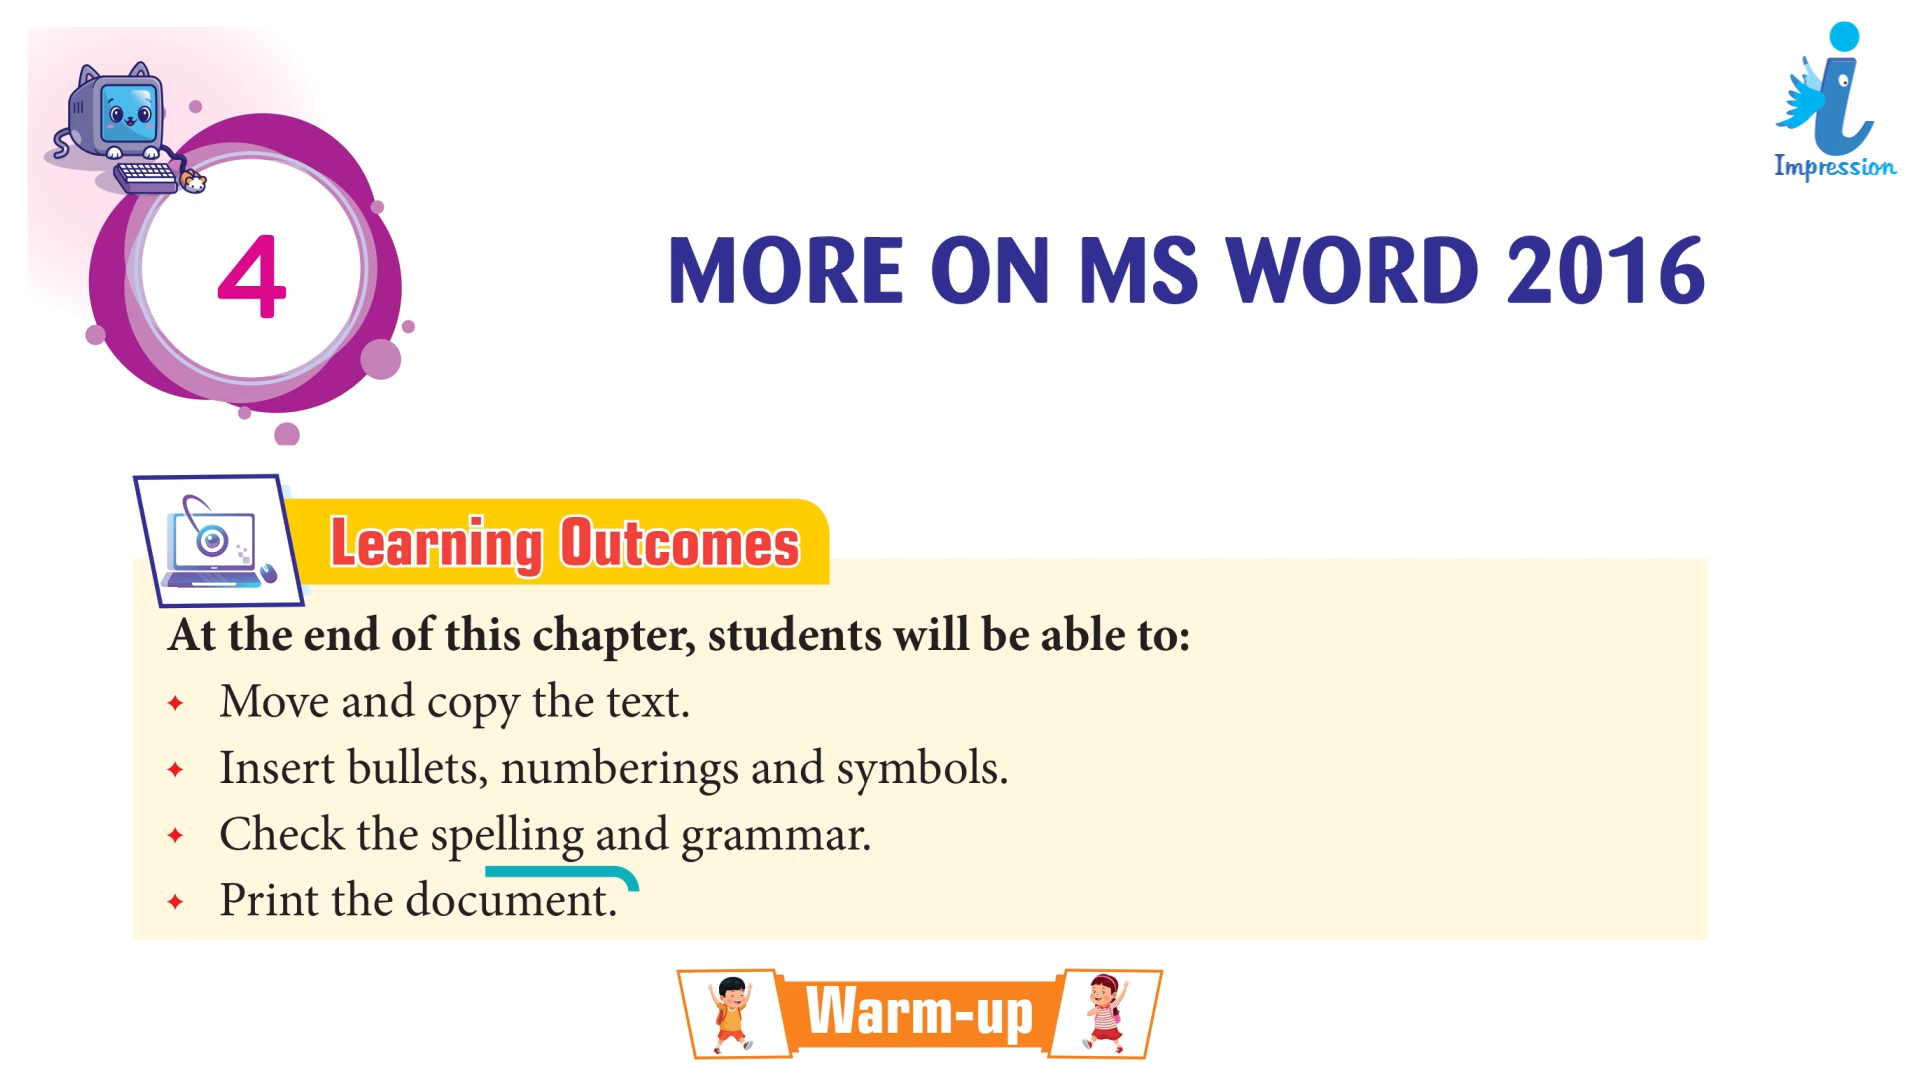 Impression
4
MORE ON MS WORD 2016
Learning Outcomes
At the end of this chapter, students will be able to:
✦ Move and copy the text.
✦ Insert bullets, numberings and symbols.
✦ Check the spelling and grammar.
✦ Print the document.
Warm-up